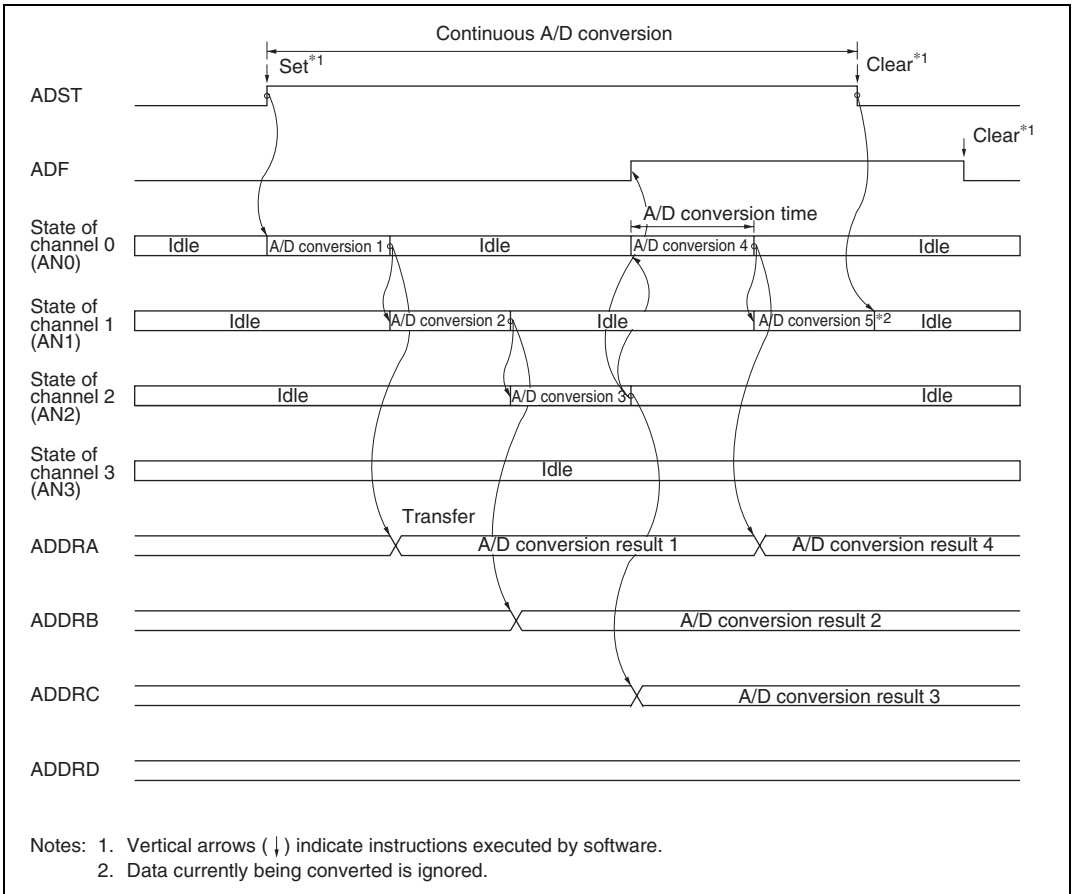 Continuous A/D conversion
Set*1
Clear*1
ADST
Clear*1
ADF
A/D conversion time
State of
channel 0
(AN0)
Idle
A/D conversion 1
Idle
A/D conversion 4
Idle
State of
channel 1
(AN1)
Idle
A/D conversion 2
Idle
A/D conversion 5*2
Idle
State of
channel 2
(AN2)
Idle
A/D conversion 3
Idle
State of
channel 3
(AN3)
Idle
Transfer
ADDRA
A/D conversion result 1
A/D conversion result 4
ADDRB
A/D conversion result 2
ADDRC
A/D conversion result 3
ADDRD
Notes: 1. Vertical arrows (↓) indicate instructions executed by software.
2. Data currently being converted is ignored.